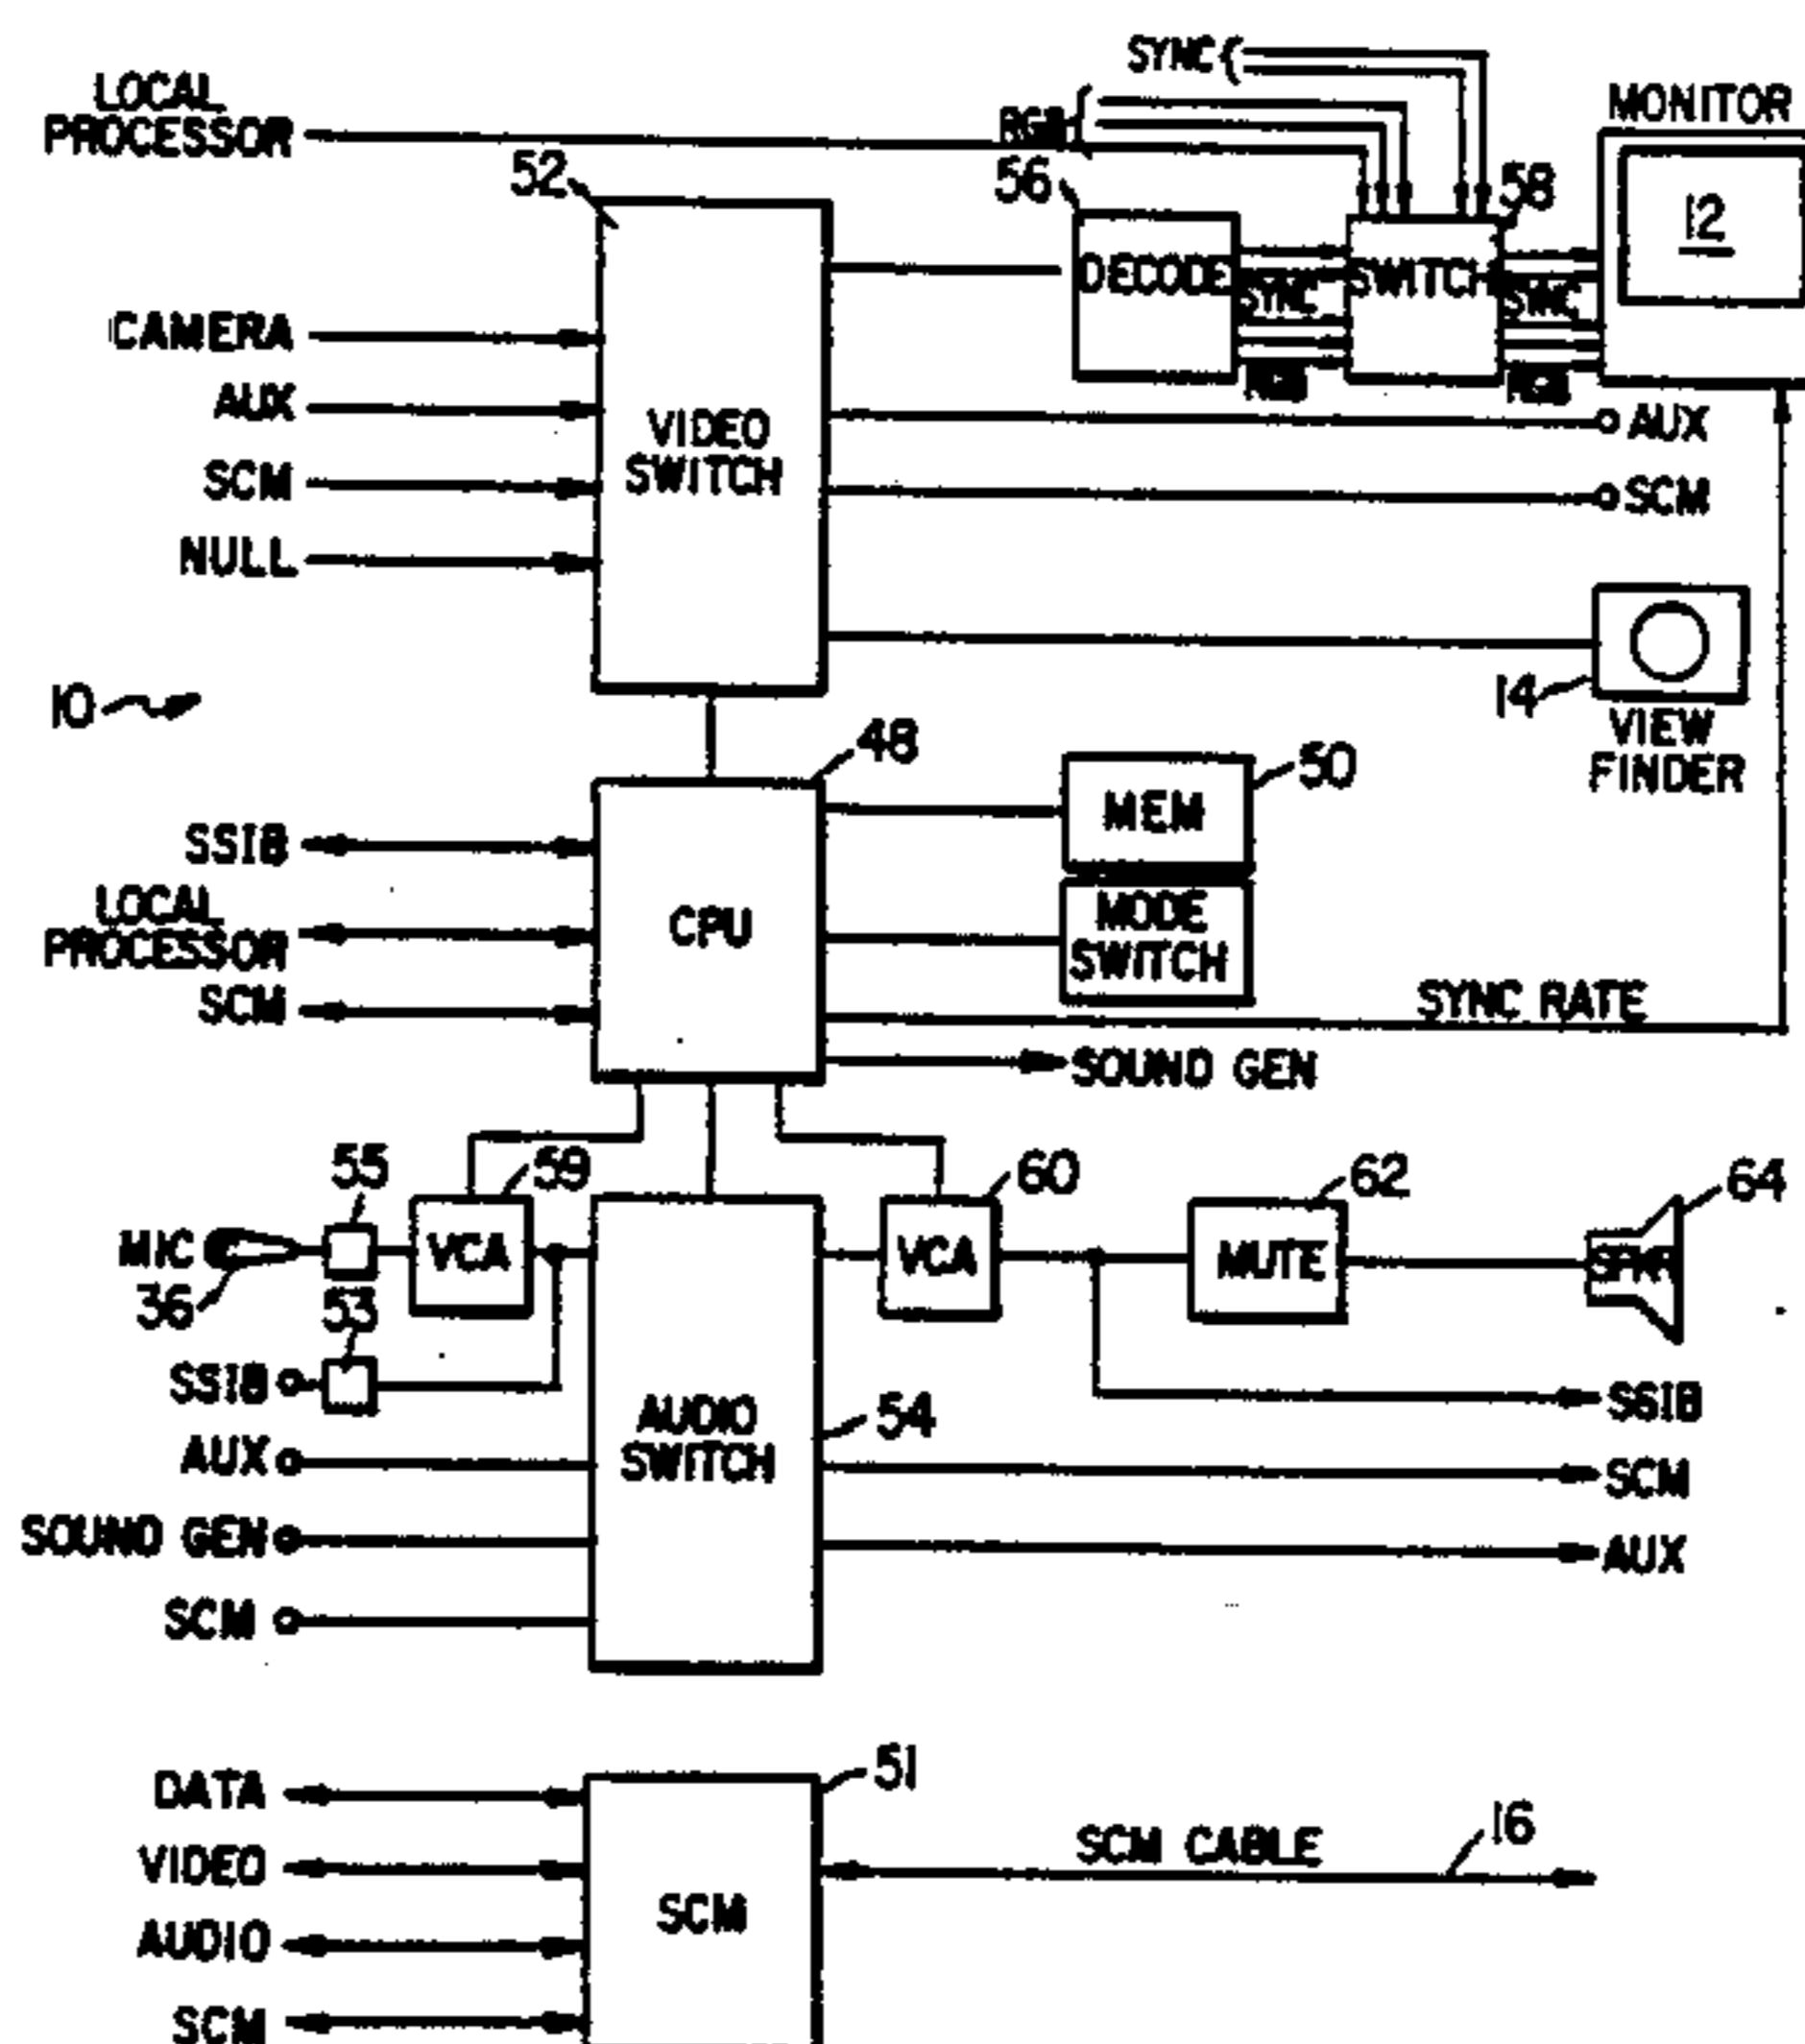 SYNC
LOCAL
PROCESSOR
RGB
MONITOR
52
56
58
12
DECODE
SYNC
SWITCH
SYNC
RGB
RGB
CAMERA
AUX
SCM
NULL
VIDEO
SWITCH
AUX
SCM
10
14
VIEW
FINDER
48
50
MEM
SSIB
LOCAL
PROCESSOR
SCM
CPU
MODE
SWITCH
SYNC RATE
SOUND GEN
55
59
60
62
64
MIC
36
VCA
VCA
MUTE
SPKR
53
SSIB
SSIB
AUX
AUDIO
SWITCH
54
SCM
SOUND GEN
AUX
SCM
51
DATA
VIDEO
AUDIO
SCM
SCM
SCM CABLE
16